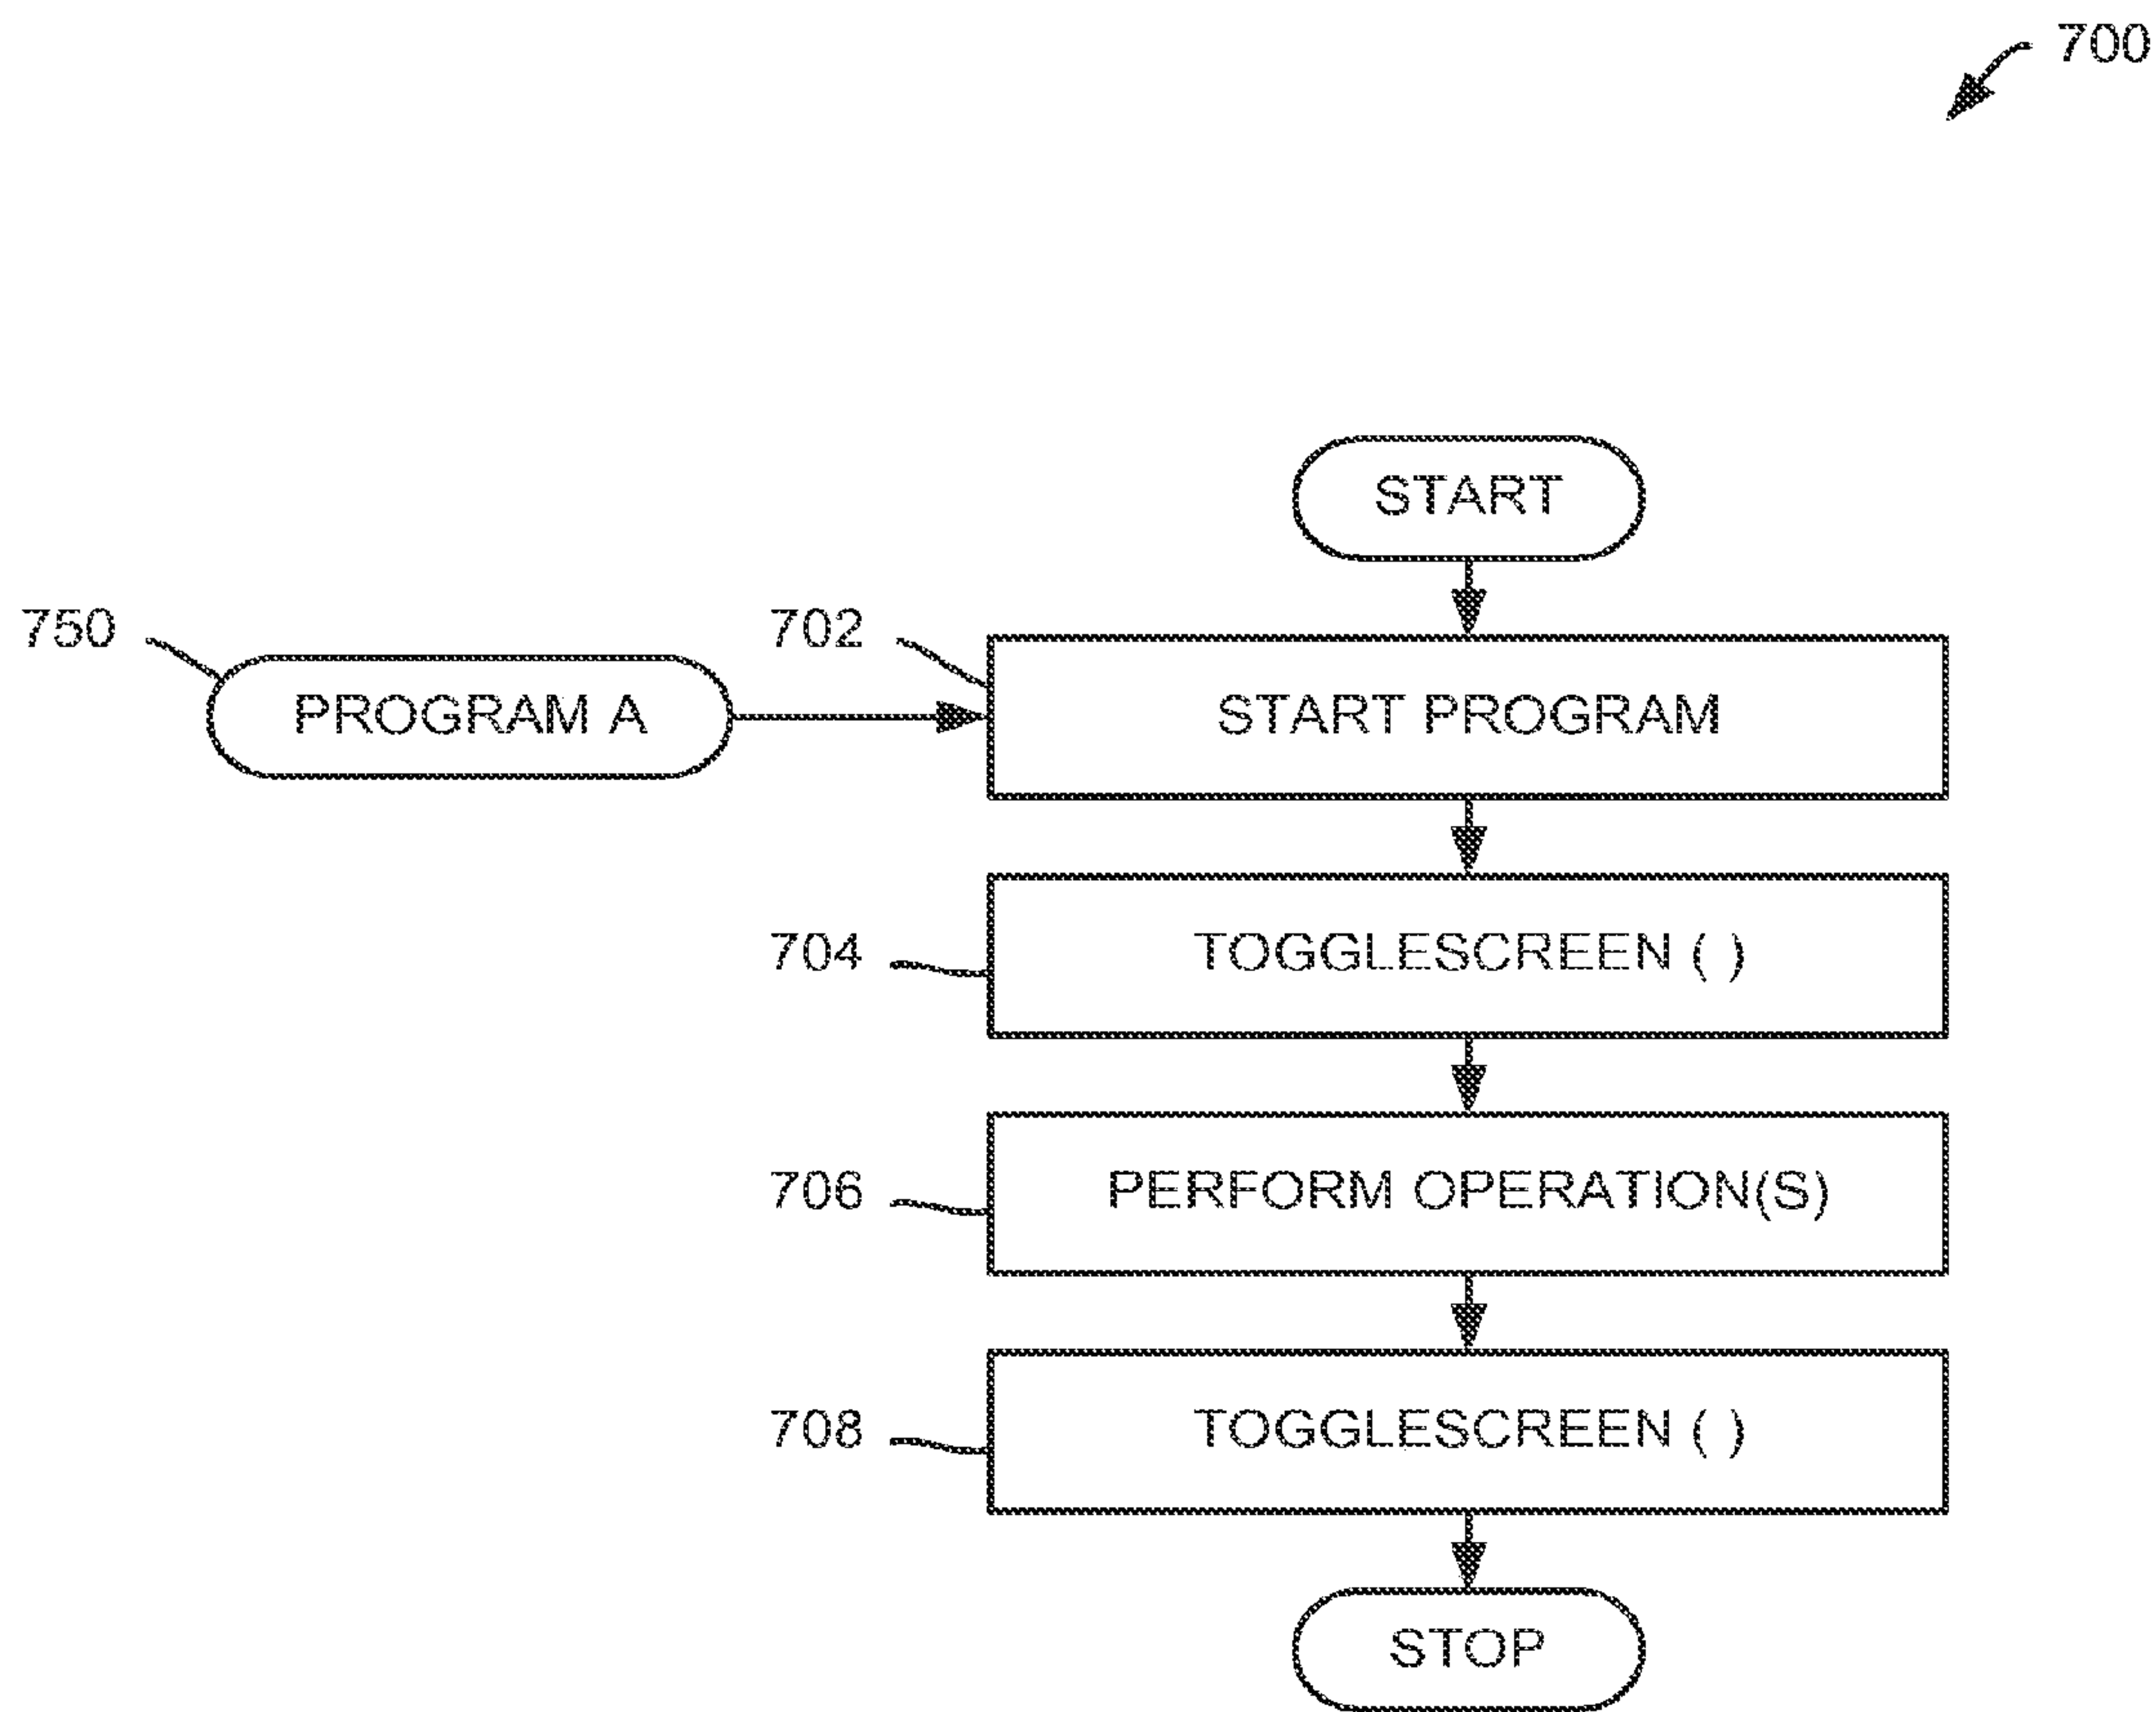 700
START
750
702
PROGRAM A
START PROGRAM
704
TOGGLESCREEN ( )
706
PERFORM OPERATION(S)
708
TOGGLESCREEN ( )
STOP